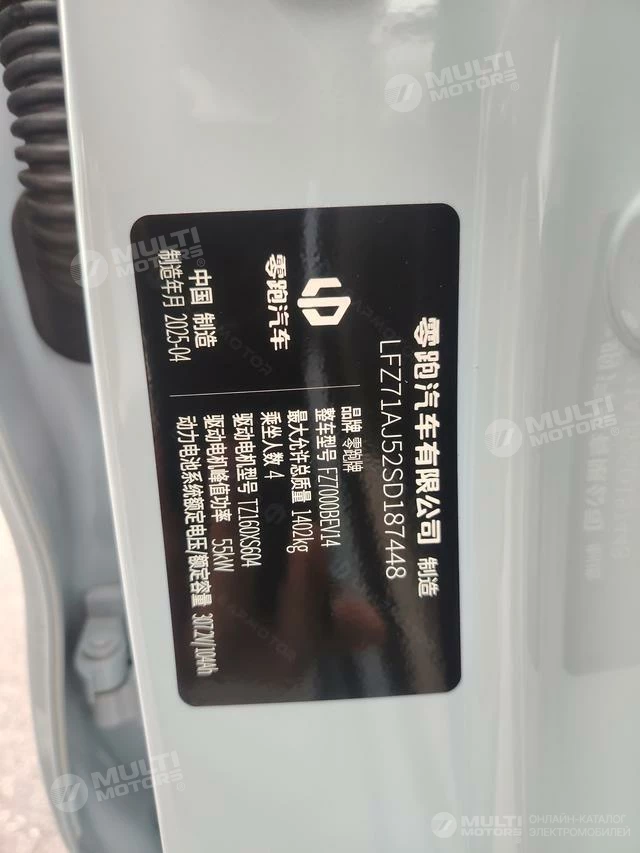 零跑汽车有限公司 制造
LFZ71AJ52SD187448
零跑汽车
品牌 零跑牌
整车型号 FZ7000BEV14
最大允许总质量 1402kg
乘坐人数 4
驱动电机型号 TZ160XS604
驱动电机峰值功率 55kW
动力电池系统额定电压/额定容量 307.2V/104Ah
中国 制造
制造年月 2025-04
MULTI MOTORS®
MULTI MOTORS®
MULTI MOTORS®
MULTI MOTORS®
MULTI MOTORS®
ОНЛАЙН-КАТАЛОГ
ЭЛЕКТРОМОБИЛЕЙ
LEAPMOTOR
LEAPMOTOR